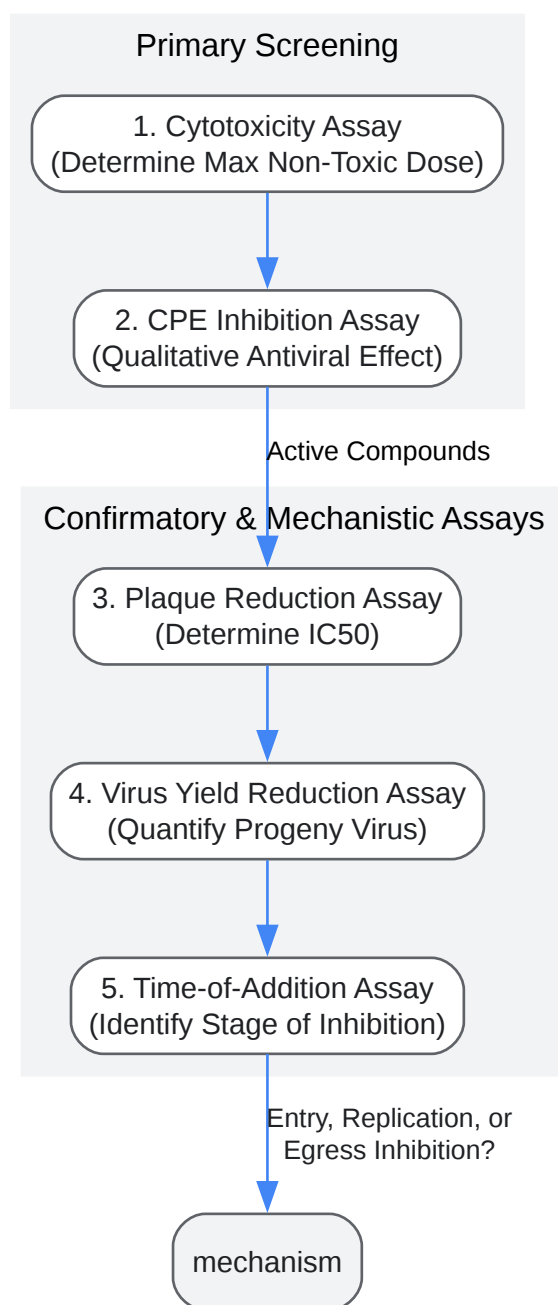 Primary Screening
1. Cytotoxicity Assay
(Determine Max Non-Toxic Dose)
2. CPE Inhibition Assay
(Qualitative Antiviral Effect)
Active Compounds
Confirmatory & Mechanistic Assays
3. Plaque Reduction Assay
(Determine IC50)
4. Virus Yield Reduction Assay
(Quantify Progeny Virus)
5. Time-of-Addition Assay
(Identify Stage of Inhibition)
Entry, Replication, or
Egress Inhibition?
mechanism